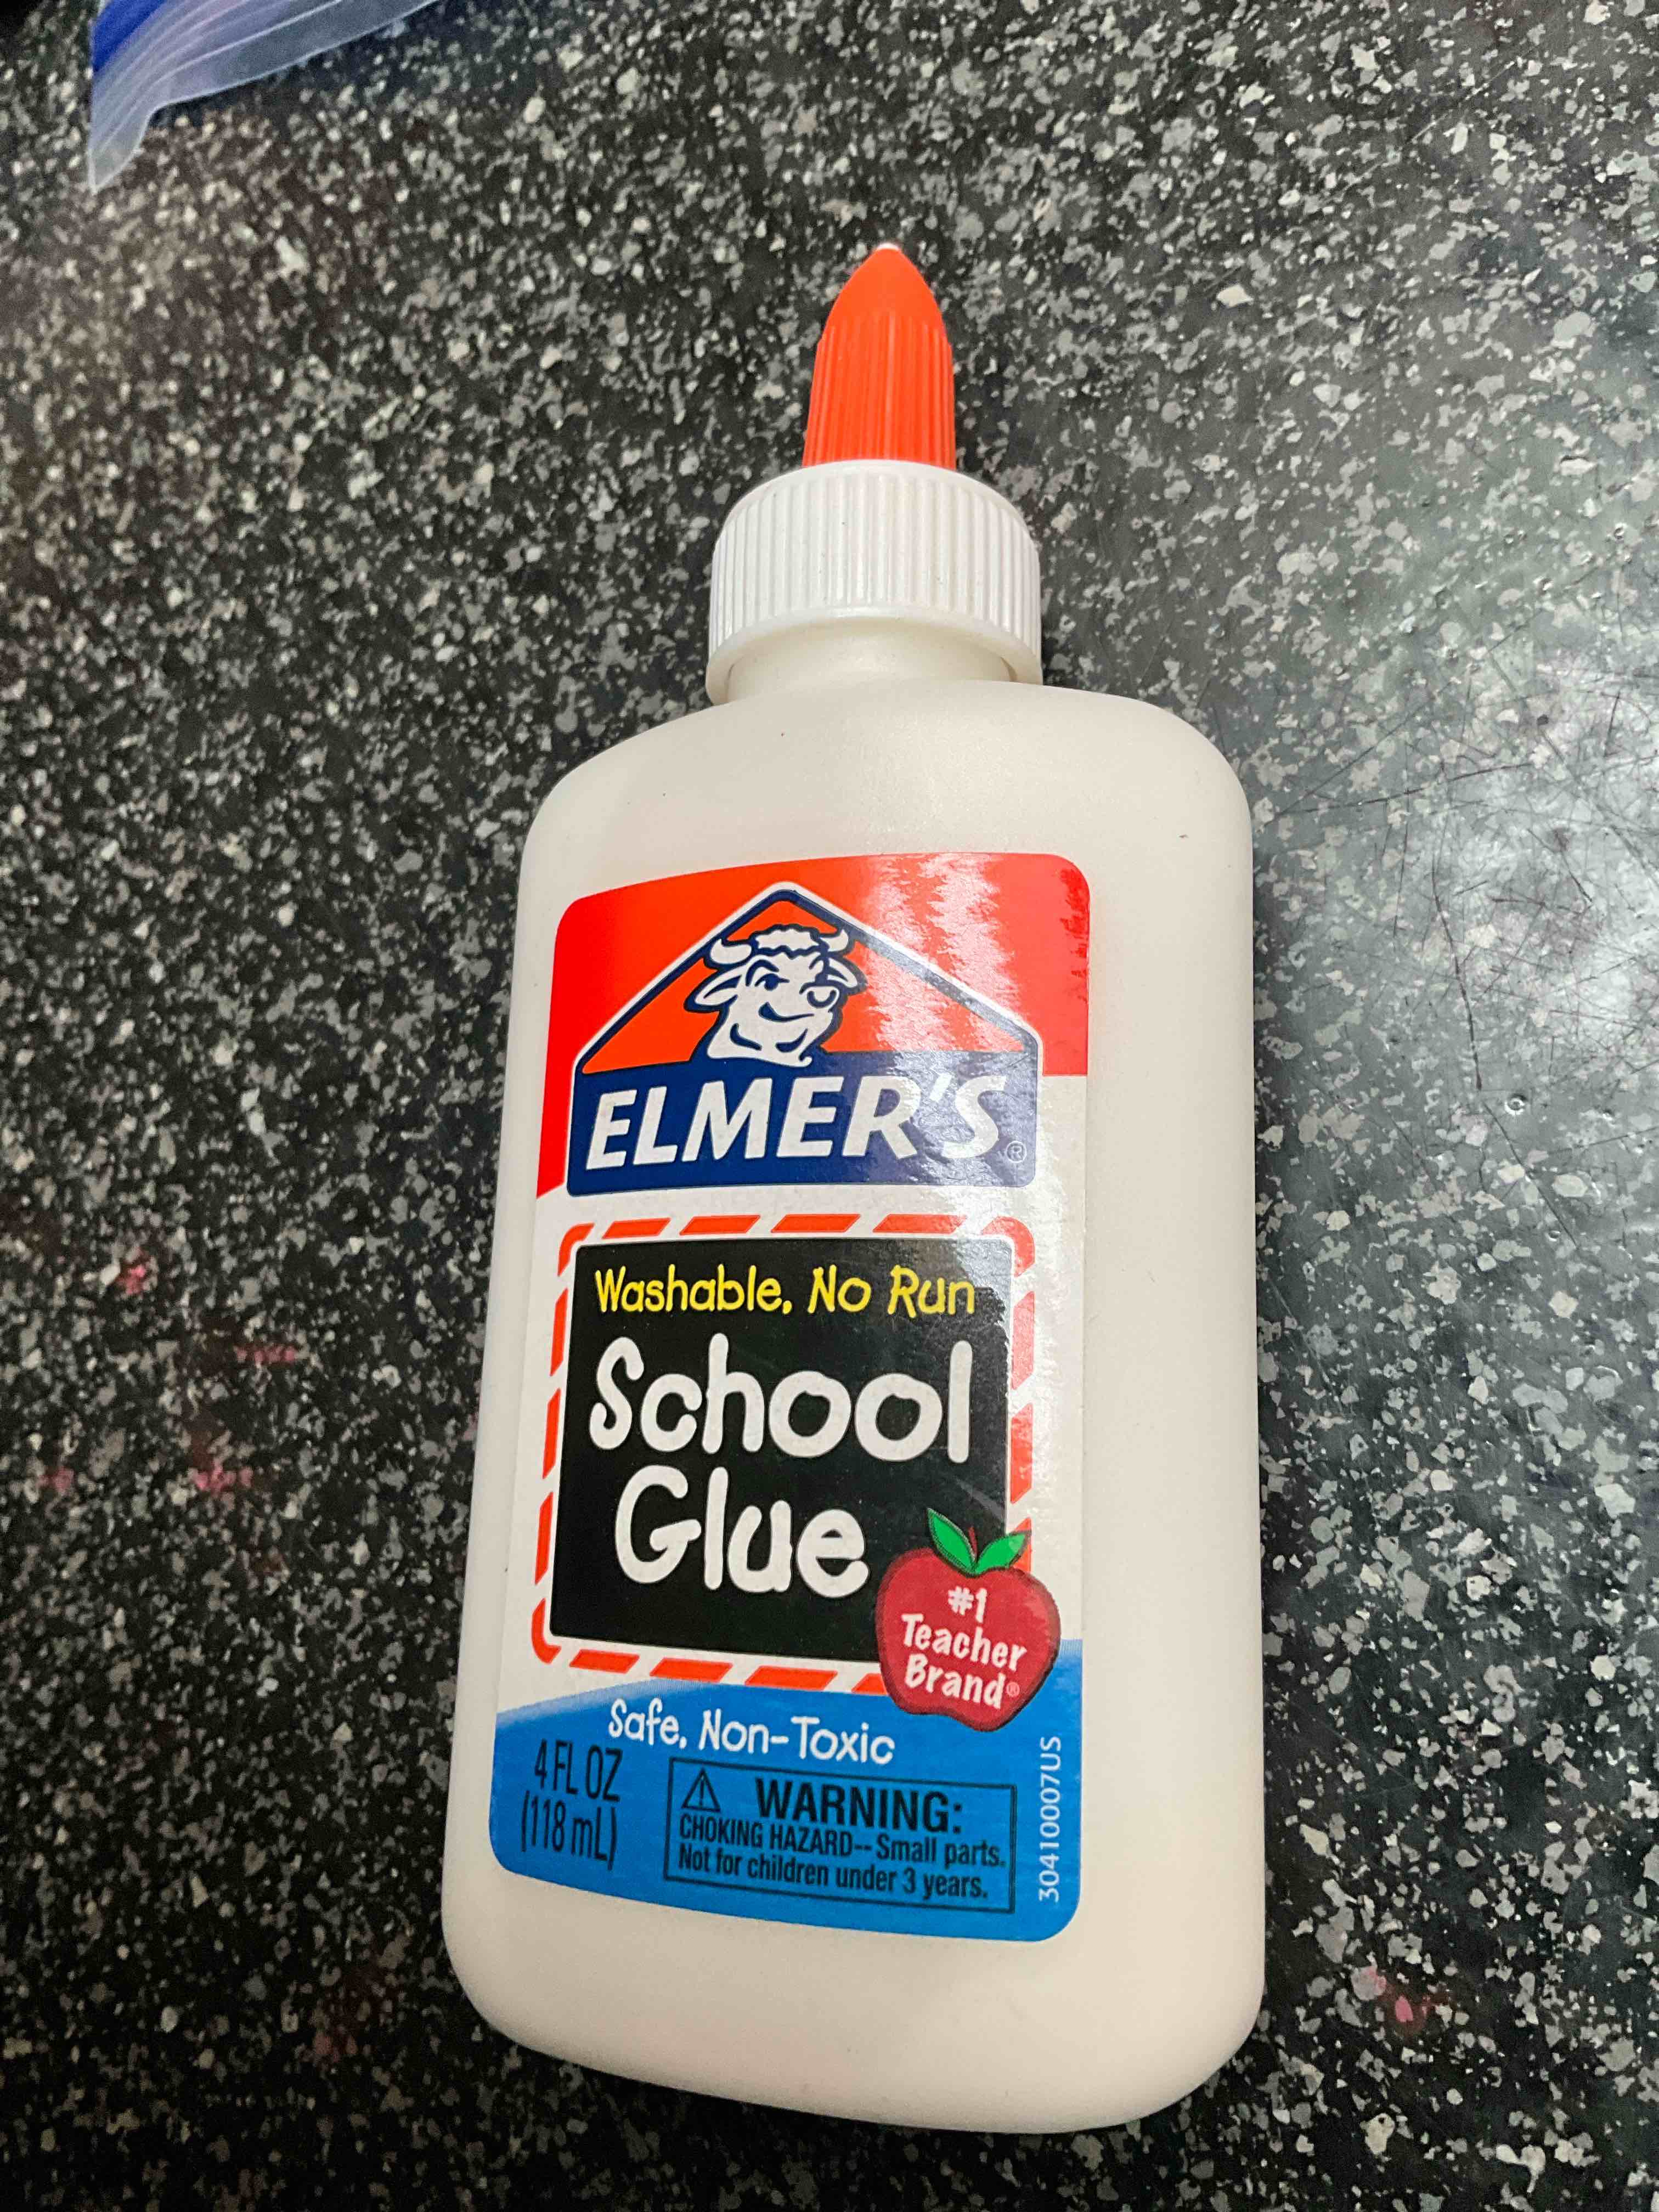 ELMER'S®
Washable, No Run
School
Glue
#1
Teacher
Brand®
Safe, Non-Toxic
4 FL OZ
(118 mL)
⚠ WARNING:
CHOKING HAZARD-- Small parts.
Not for children under 3 years.
30410007US